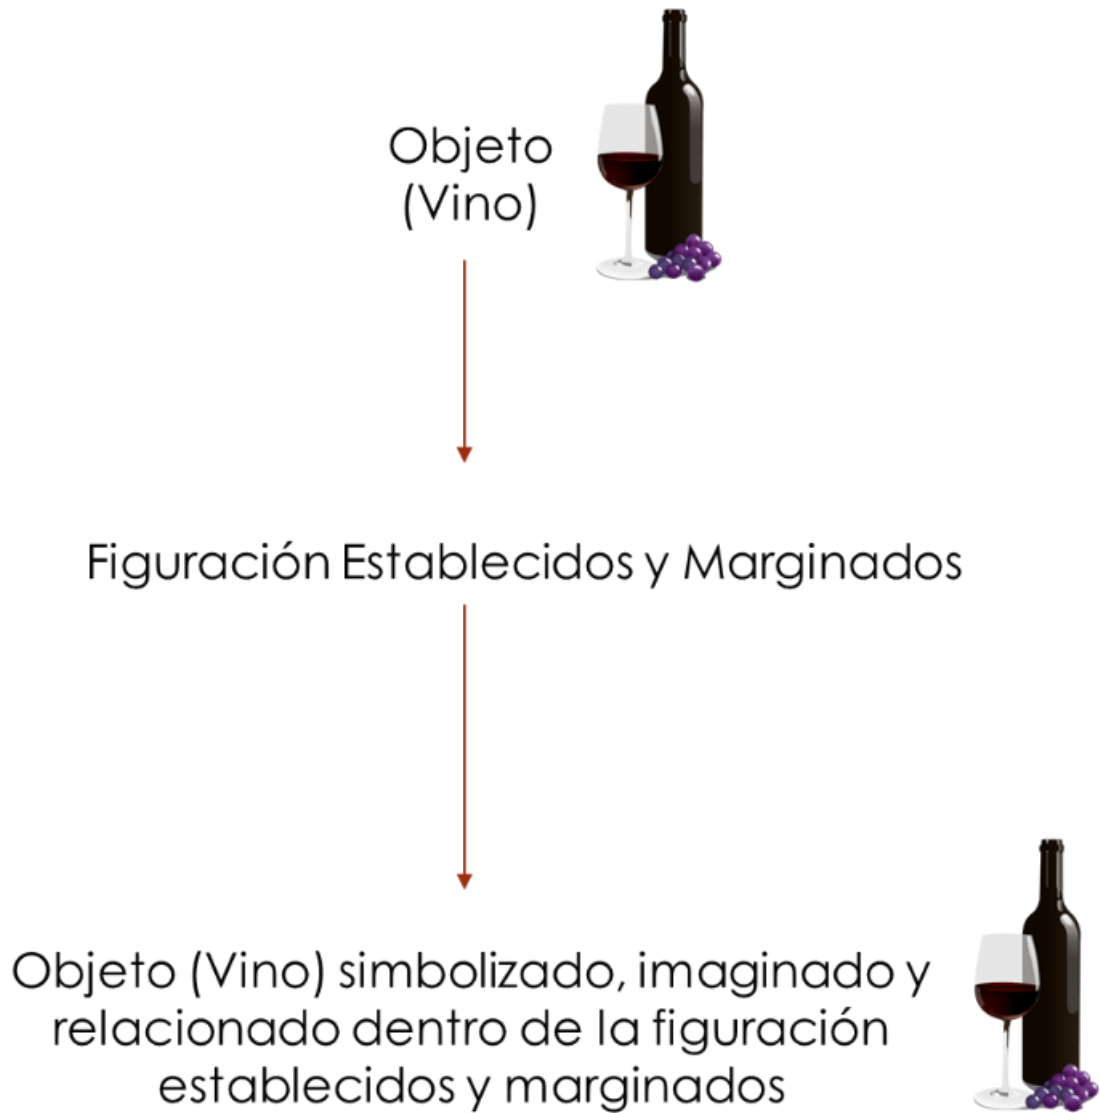 Objeto
(Vino)
Figuración Establecidos y Marginados
Objeto (Vino) simbolizado, imaginado y
relacionado dentro de la figuración
establecidos y marginados